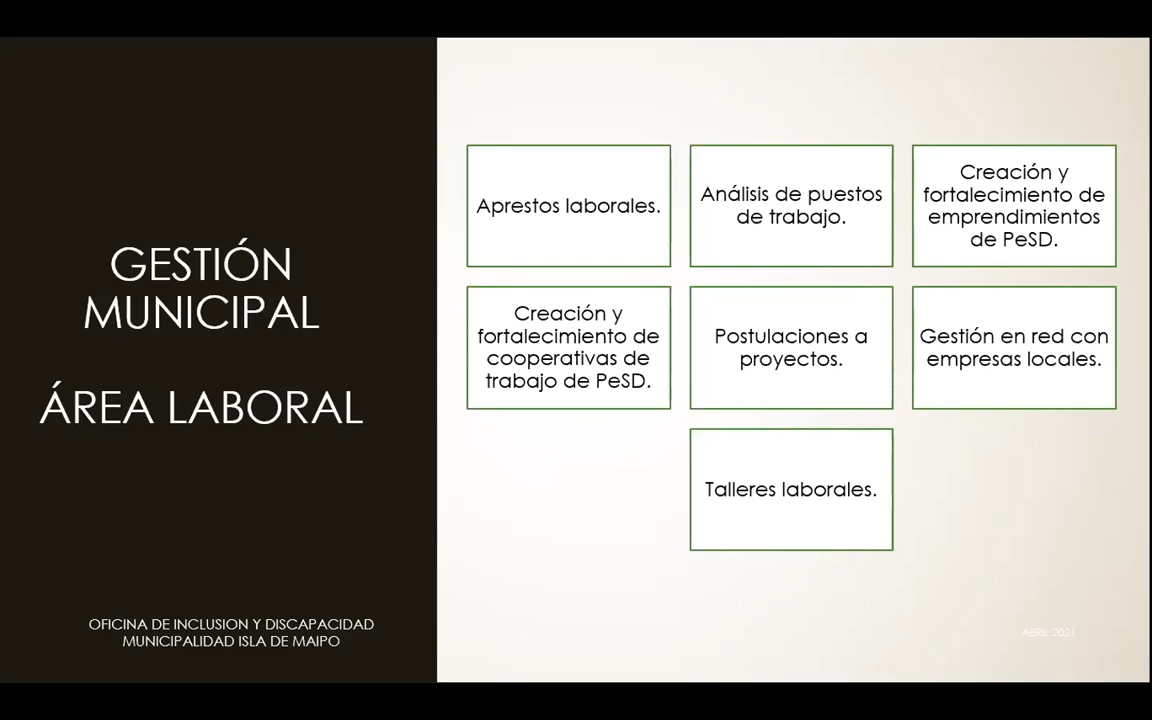 GESTIÓN
MUNICIPAL
ÁREA LABORAL
OFICINA DE INCLUSION Y DISCAPACIDAD
MUNICIPALIDAD ISLA DE MAIPO
Aprestos laborales.
Análisis de puestos
de trabajo.
Creación y
fortalecimiento de
emprendimientos
de PeSD.
Creación y
fortalecimiento de
cooperativas de
trabajo de PeSD.
Postulaciones a
proyectos.
Gestión en red con
empresas locales.
Talleres laborales.
ABRIL 2021